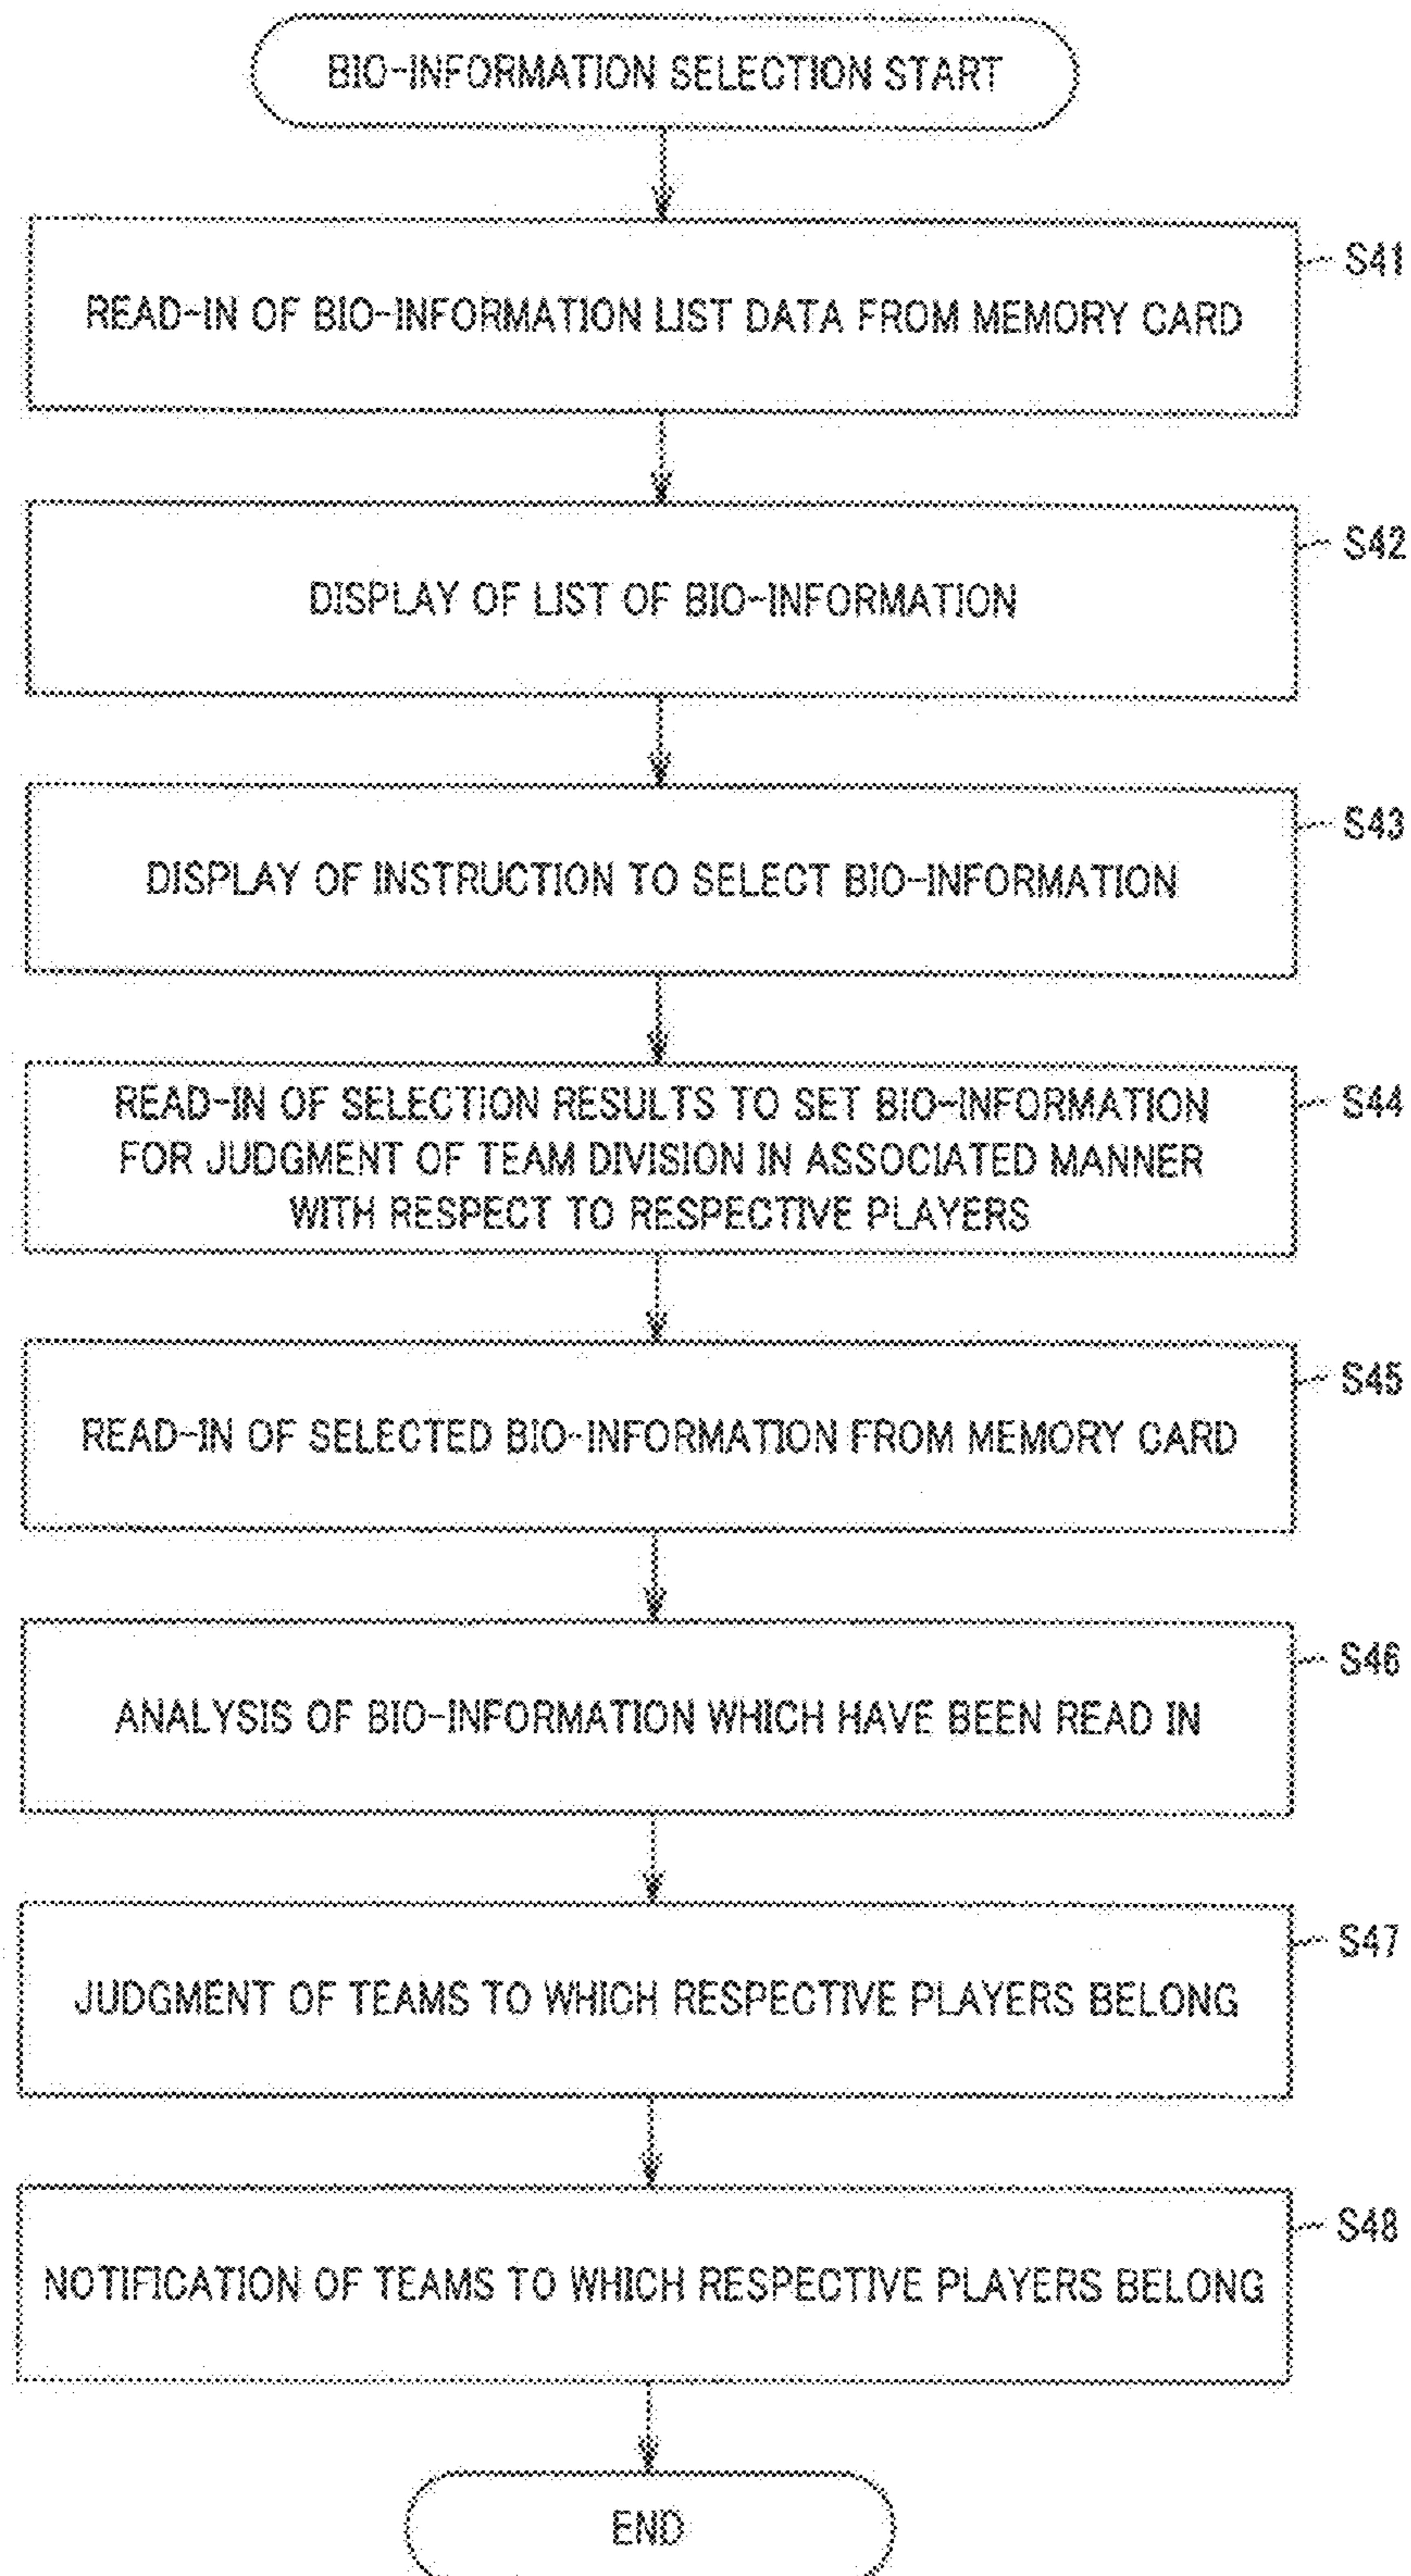 BIO-INFORMATION SELECTION START
S41
READ-IN OF BIO-INFORMATION LIST DATA FROM MEMORY CARD
S42
DISPLAY OF LIST OF BIO-INFORMATION
S43
DISPLAY OF INSTRUCTION TO SELECT BIO-INFORMATION
S44
READ-IN OF SELECTION RESULTS TO SET BIO-INFORMATION
FOR JUDGMENT OF TEAM DIVISION IN ASSOCIATED MANNER
WITH RESPECT TO RESPECTIVE PLAYERS
S45
READ-IN OF SELECTED BIO-INFORMATION FROM MEMORY CARD
S46
ANALYSIS OF BIO-INFORMATION WHICH HAVE BEEN READ IN
S47
JUDGMENT OF TEAMS TO WHICH RESPECTIVE PLAYERS BELONG
S48
NOTIFICATION OF TEAMS TO WHICH RESPECTIVE PLAYERS BELONG
END